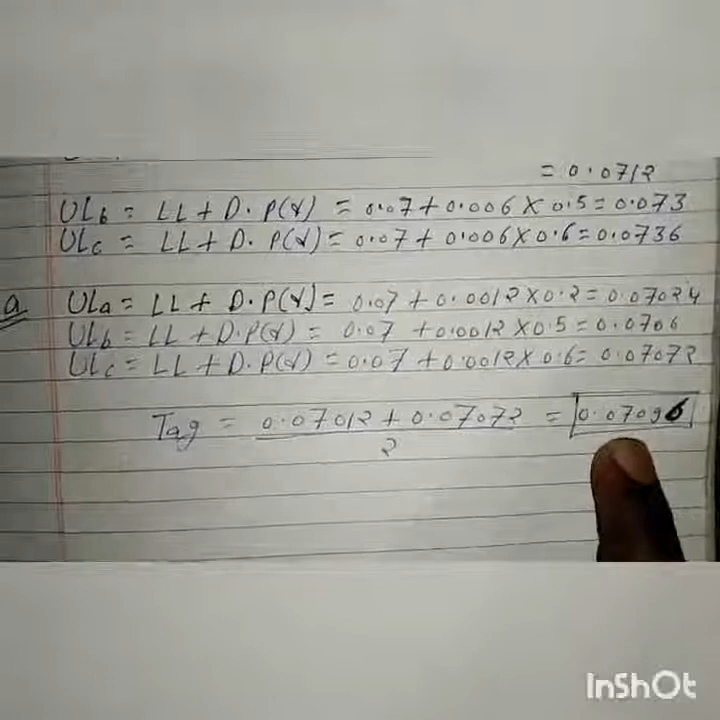 = 0.0712
ULb = LL + D. P(x) = 0.07 + 0.006 X 0.5 = 0.073
ULc = LL + D. P(x) = 0.07 + 0.006 X 0.6 = 0.0736
a ULa = LL + D. P(x) = 0.07 + 0.0012 X 0.2 = 0.07024
ULb = LL + D.P(x) = 0.07 + 0.0012 X 0.5 = 0.0706
ULc = LL + D.P(x) = 0.07 + 0.0012 X 0.6 = 0.07072
Tag = 0.07012 + 0.07072 = 0.07096
2
InShOt